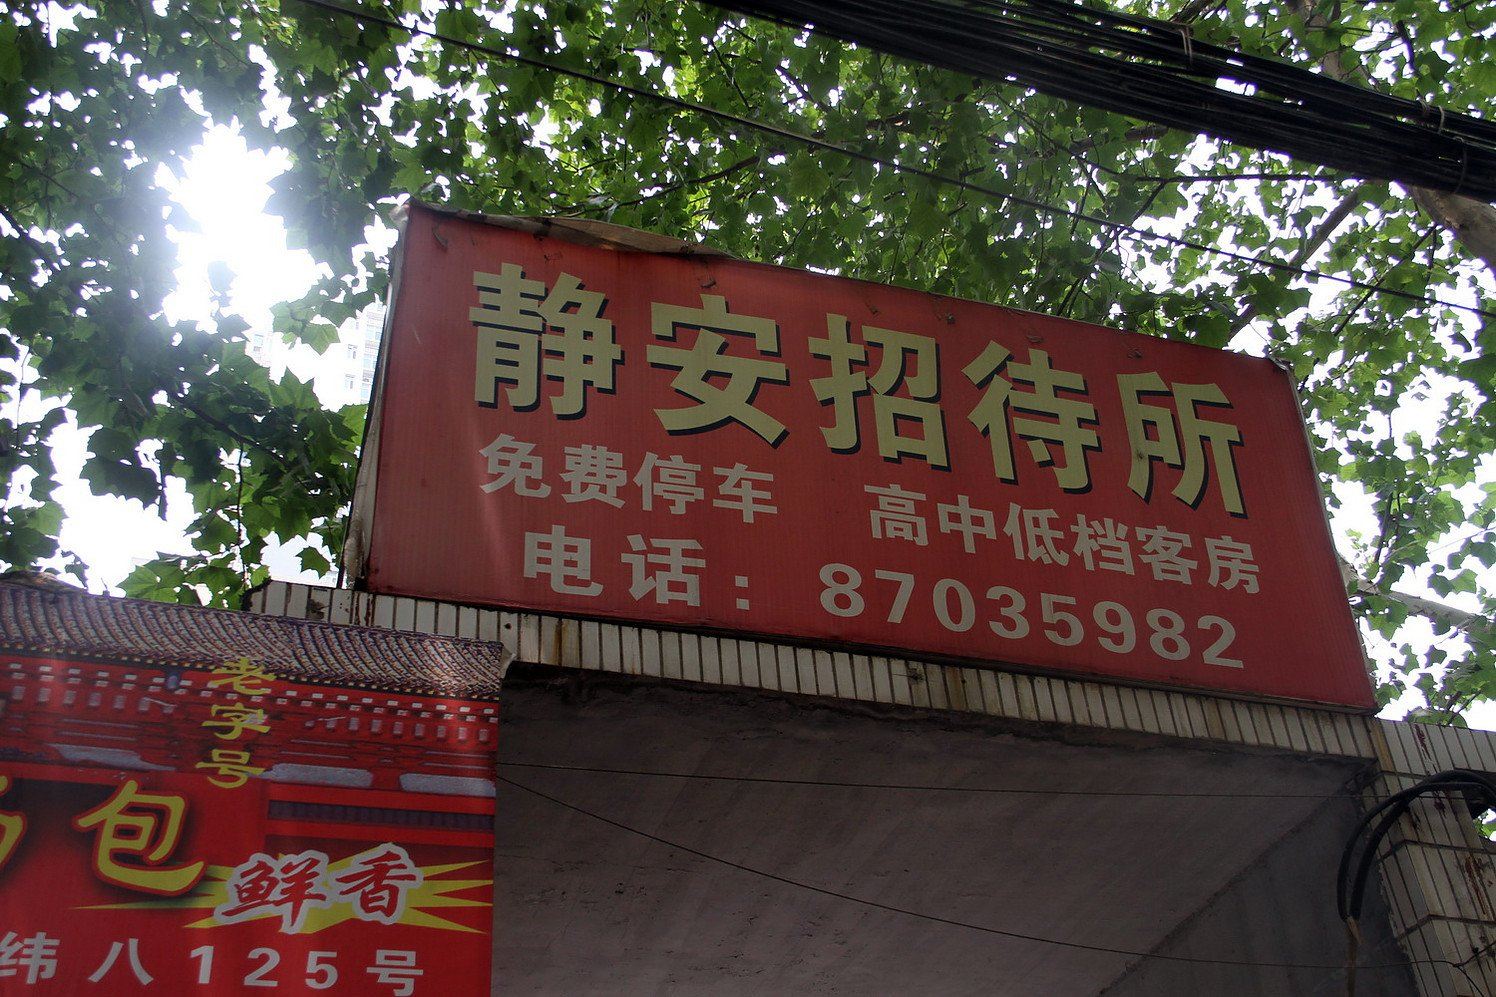 静安招待所
免费停车 高中低档客房
电话：87035982
老字号
包
鲜香
纬八125号